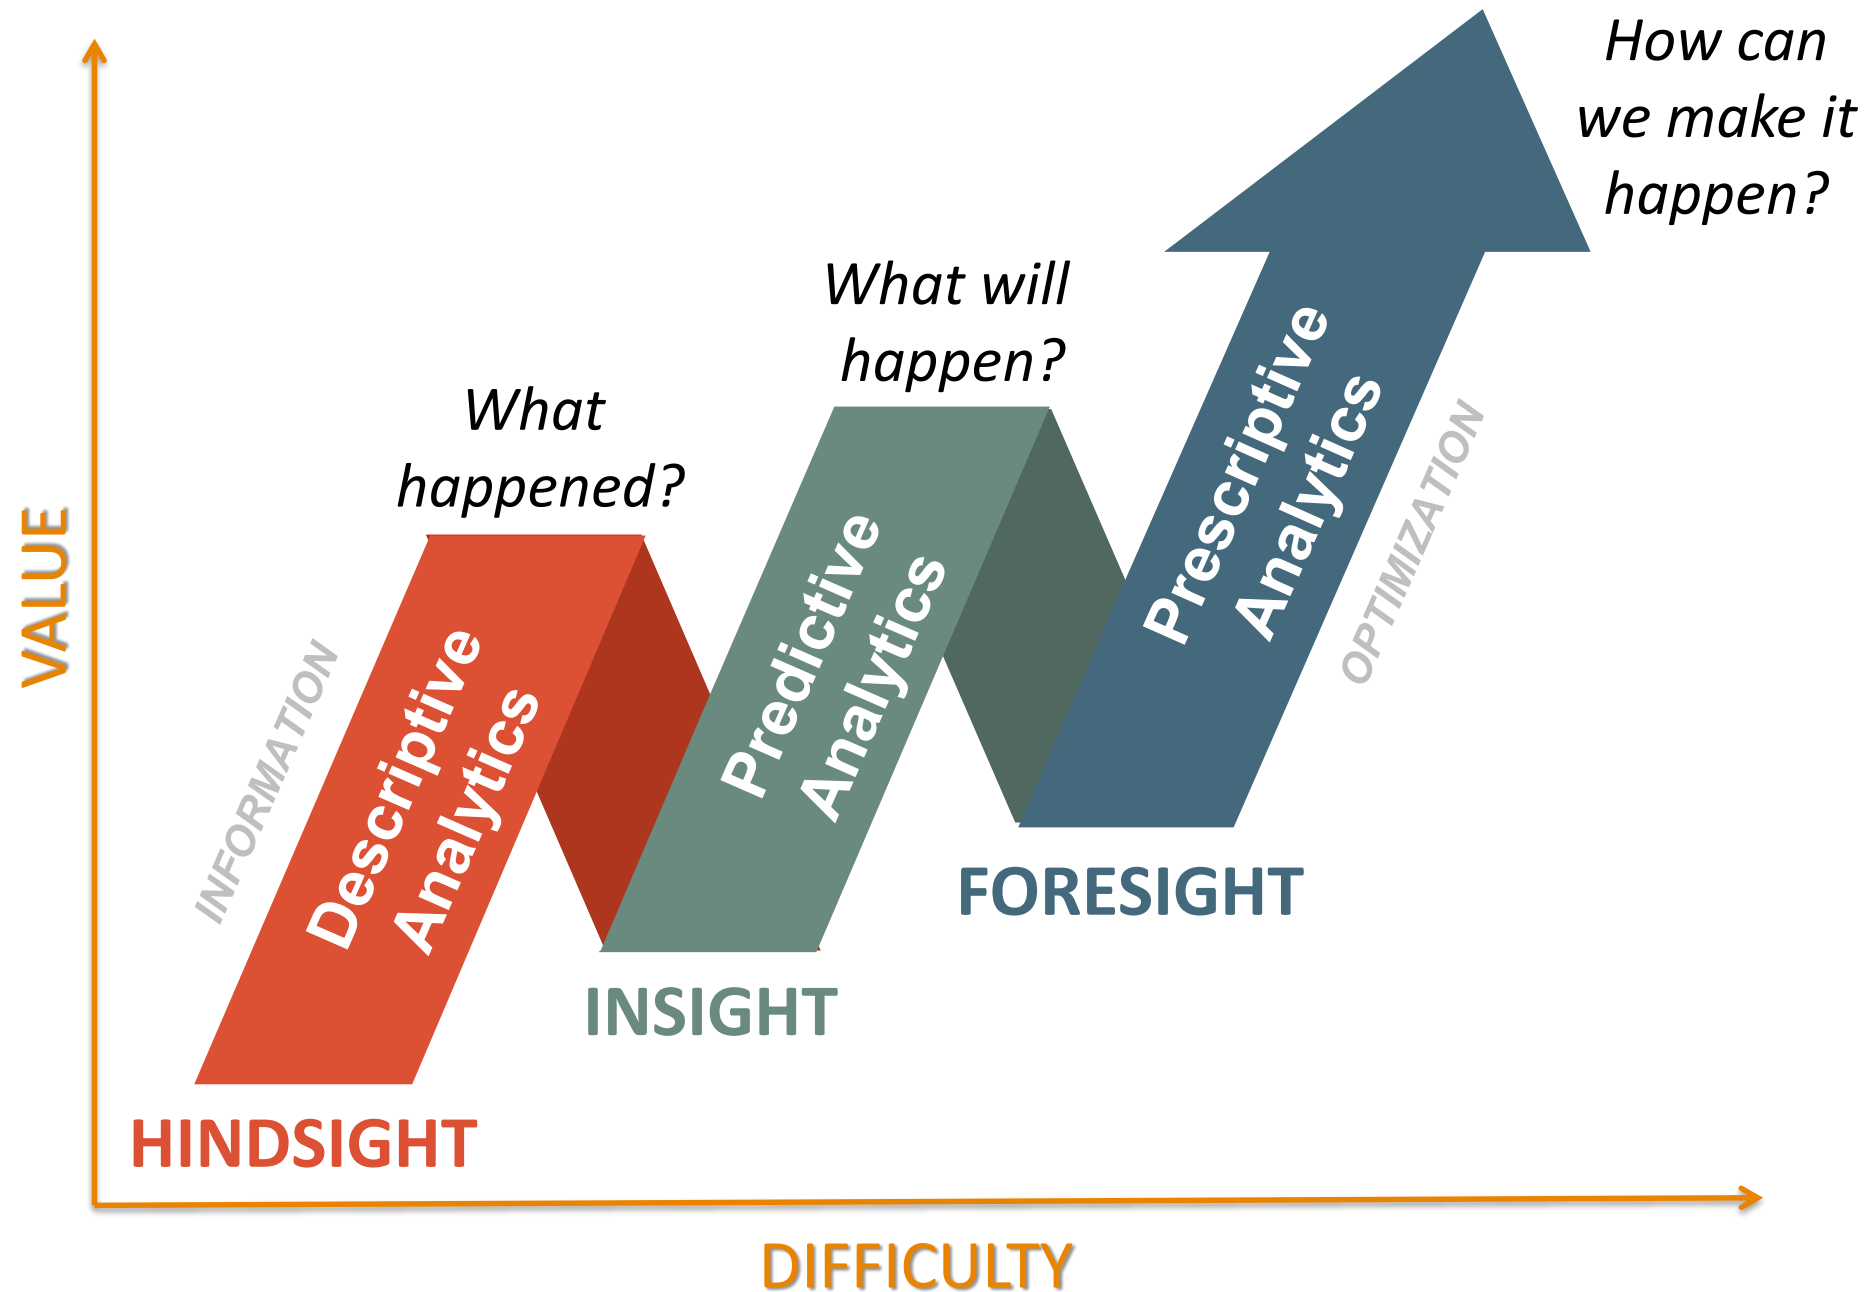 How can
we make it
happen?
What will
happen?
What
happened?
VALUE
INFORMATION
Descriptive
Analytics
Predictive
Analytics
Prescriptive
Analytics
OPTIMIZATION
FORESIGHT
INSIGHT
HINDSIGHT
DIFFICULTY